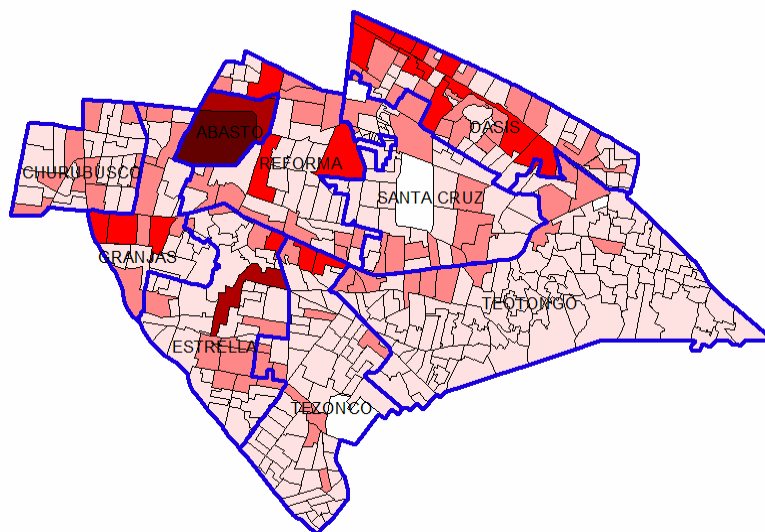 ABASTO
OASIS
REFORMA
CHURUBUSCO
SANTA CRUZ
GRANJAS
TEOTONGO
ESTRELLA
TEZONCO